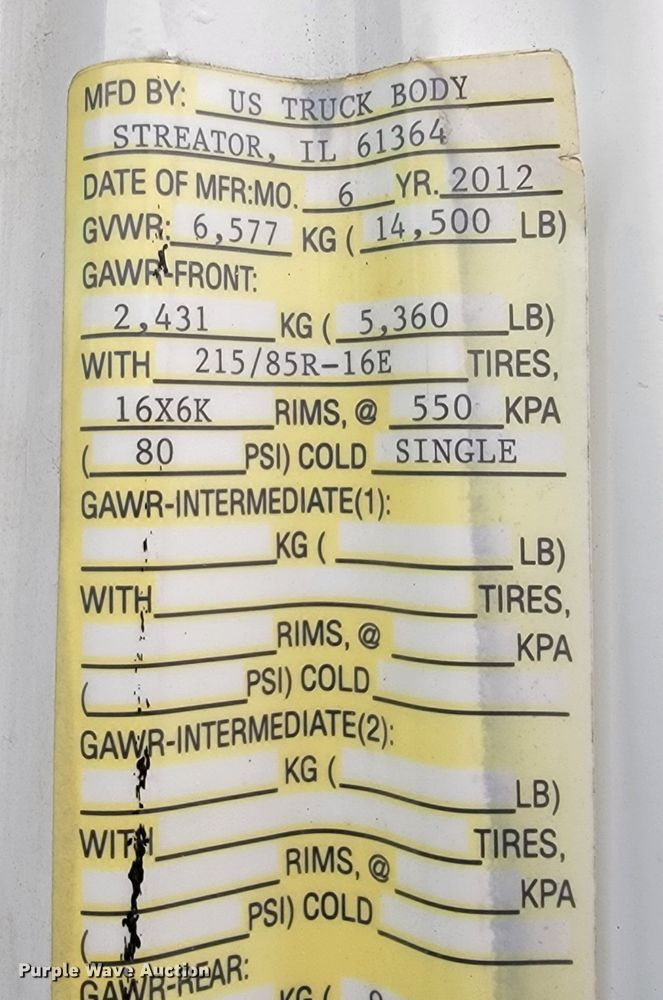 MFD BY: US TRUCK BODY
STREATOR, IL 61364
DATE OF MFR:MO. 6 YR. 2012
GVWR: 6,577 KG ( 14,500 LB)
GAWR-FRONT:
2,431 KG ( 5,360 LB)
WITH 215/85R-16E TIRES,
16X6K RIMS, @ 550 KPA
( 80 PSI) COLD SINGLE
GAWR-INTERMEDIATE(1):
KG ( LB)
WITH TIRES,
RIMS, @ KPA
( PSI) COLD
GAWR-INTERMEDIATE(2):
KG ( LB)
WITH TIRES,
RIMS, @ KPA
( PSI) COLD
GAWR-REAR:
KG (
Purple Wave Auction